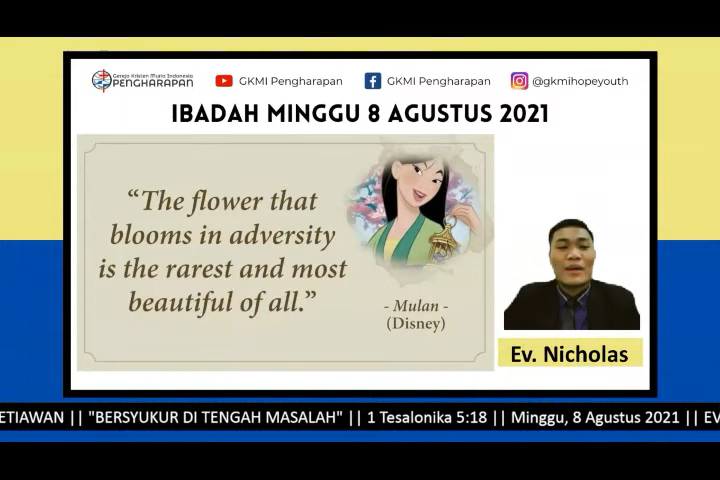 Gereja Kristen Muria Indonesia
PENGHARAPAN
GKMI Pengharapan
GKMI Pengharapan
@gkmihopeyouth
IBADAH MINGGU 8 AGUSTUS 2021
“The flower that
blooms in adversity
is the rarest and most
beautiful of all.”
- Mulan -
(Disney)
Ev. Nicholas
ETIAWAN || "BERSYUKUR DI TENGAH MASALAH" || 1 Tesalonika 5:18 || Minggu, 8 Agustus 2021 || EV